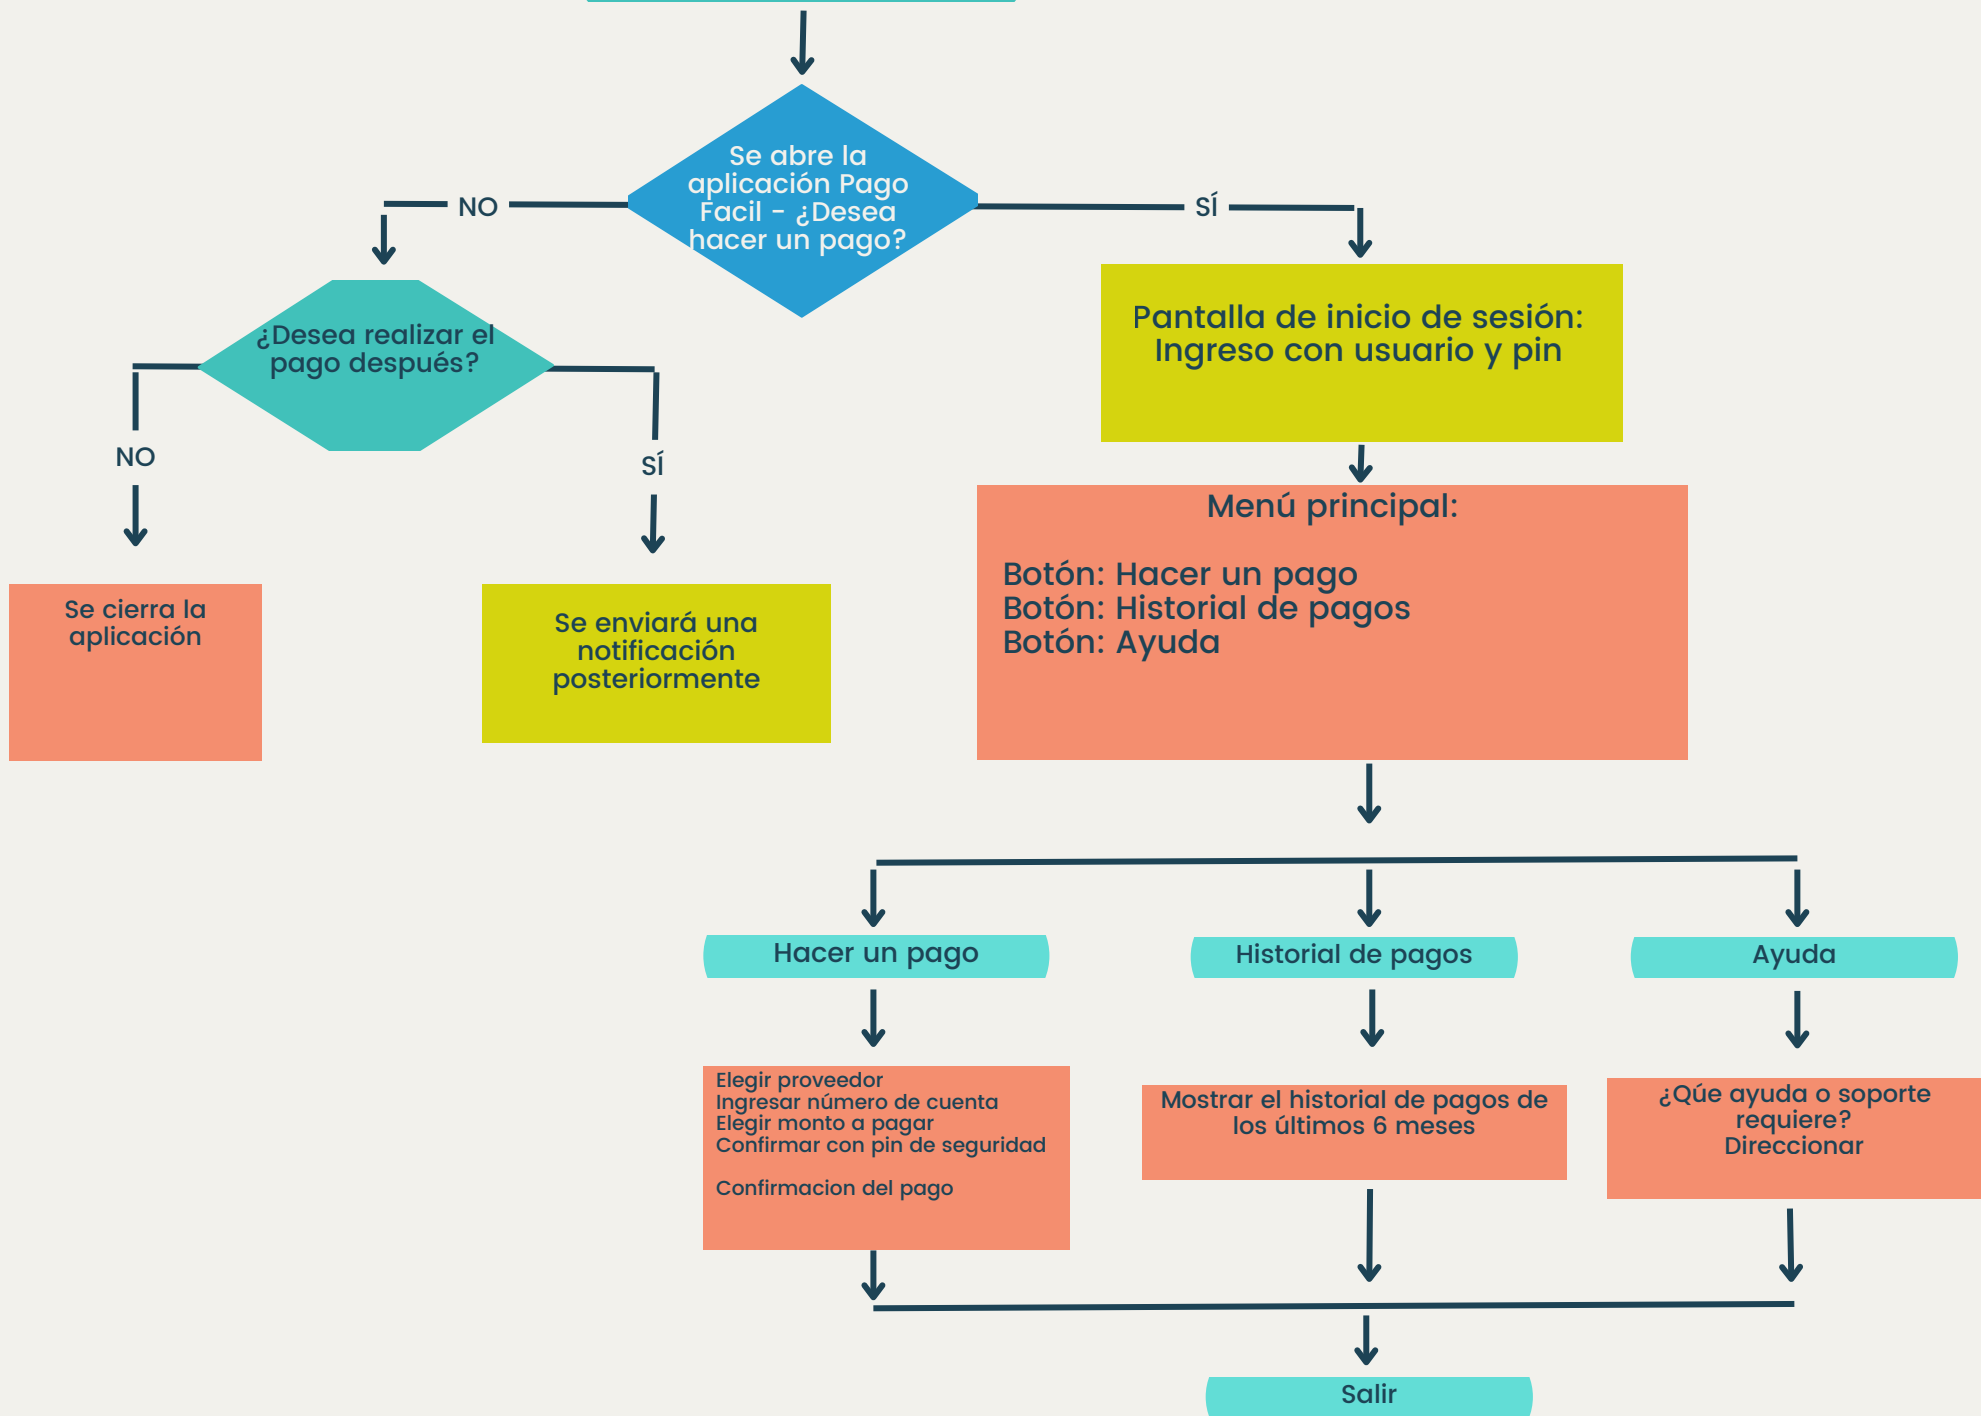 Se abre la
aplicación Pago
Facil - ¿Desea
hacer un pago?
NO
SÍ
¿Desea realizar el
pago después?
Pantalla de inicio de sesión:
Ingreso con usuario y pin
NO
SÍ
Menú principal:
Botón: Hacer un pago
Botón: Historial de pagos
Botón: Ayuda
Se cierra la
aplicación
Se enviará una
notificación
posteriormente
Hacer un pago
Historial de pagos
Ayuda
Elegir proveedor
Ingresar número de cuenta
Elegir monto a pagar
Confirmar con pin de seguridad
Confirmacion del pago
Mostrar el historial de pagos de
los últimos 6 meses
¿Qúe ayuda o soporte
requiere?
Direccionar
Salir